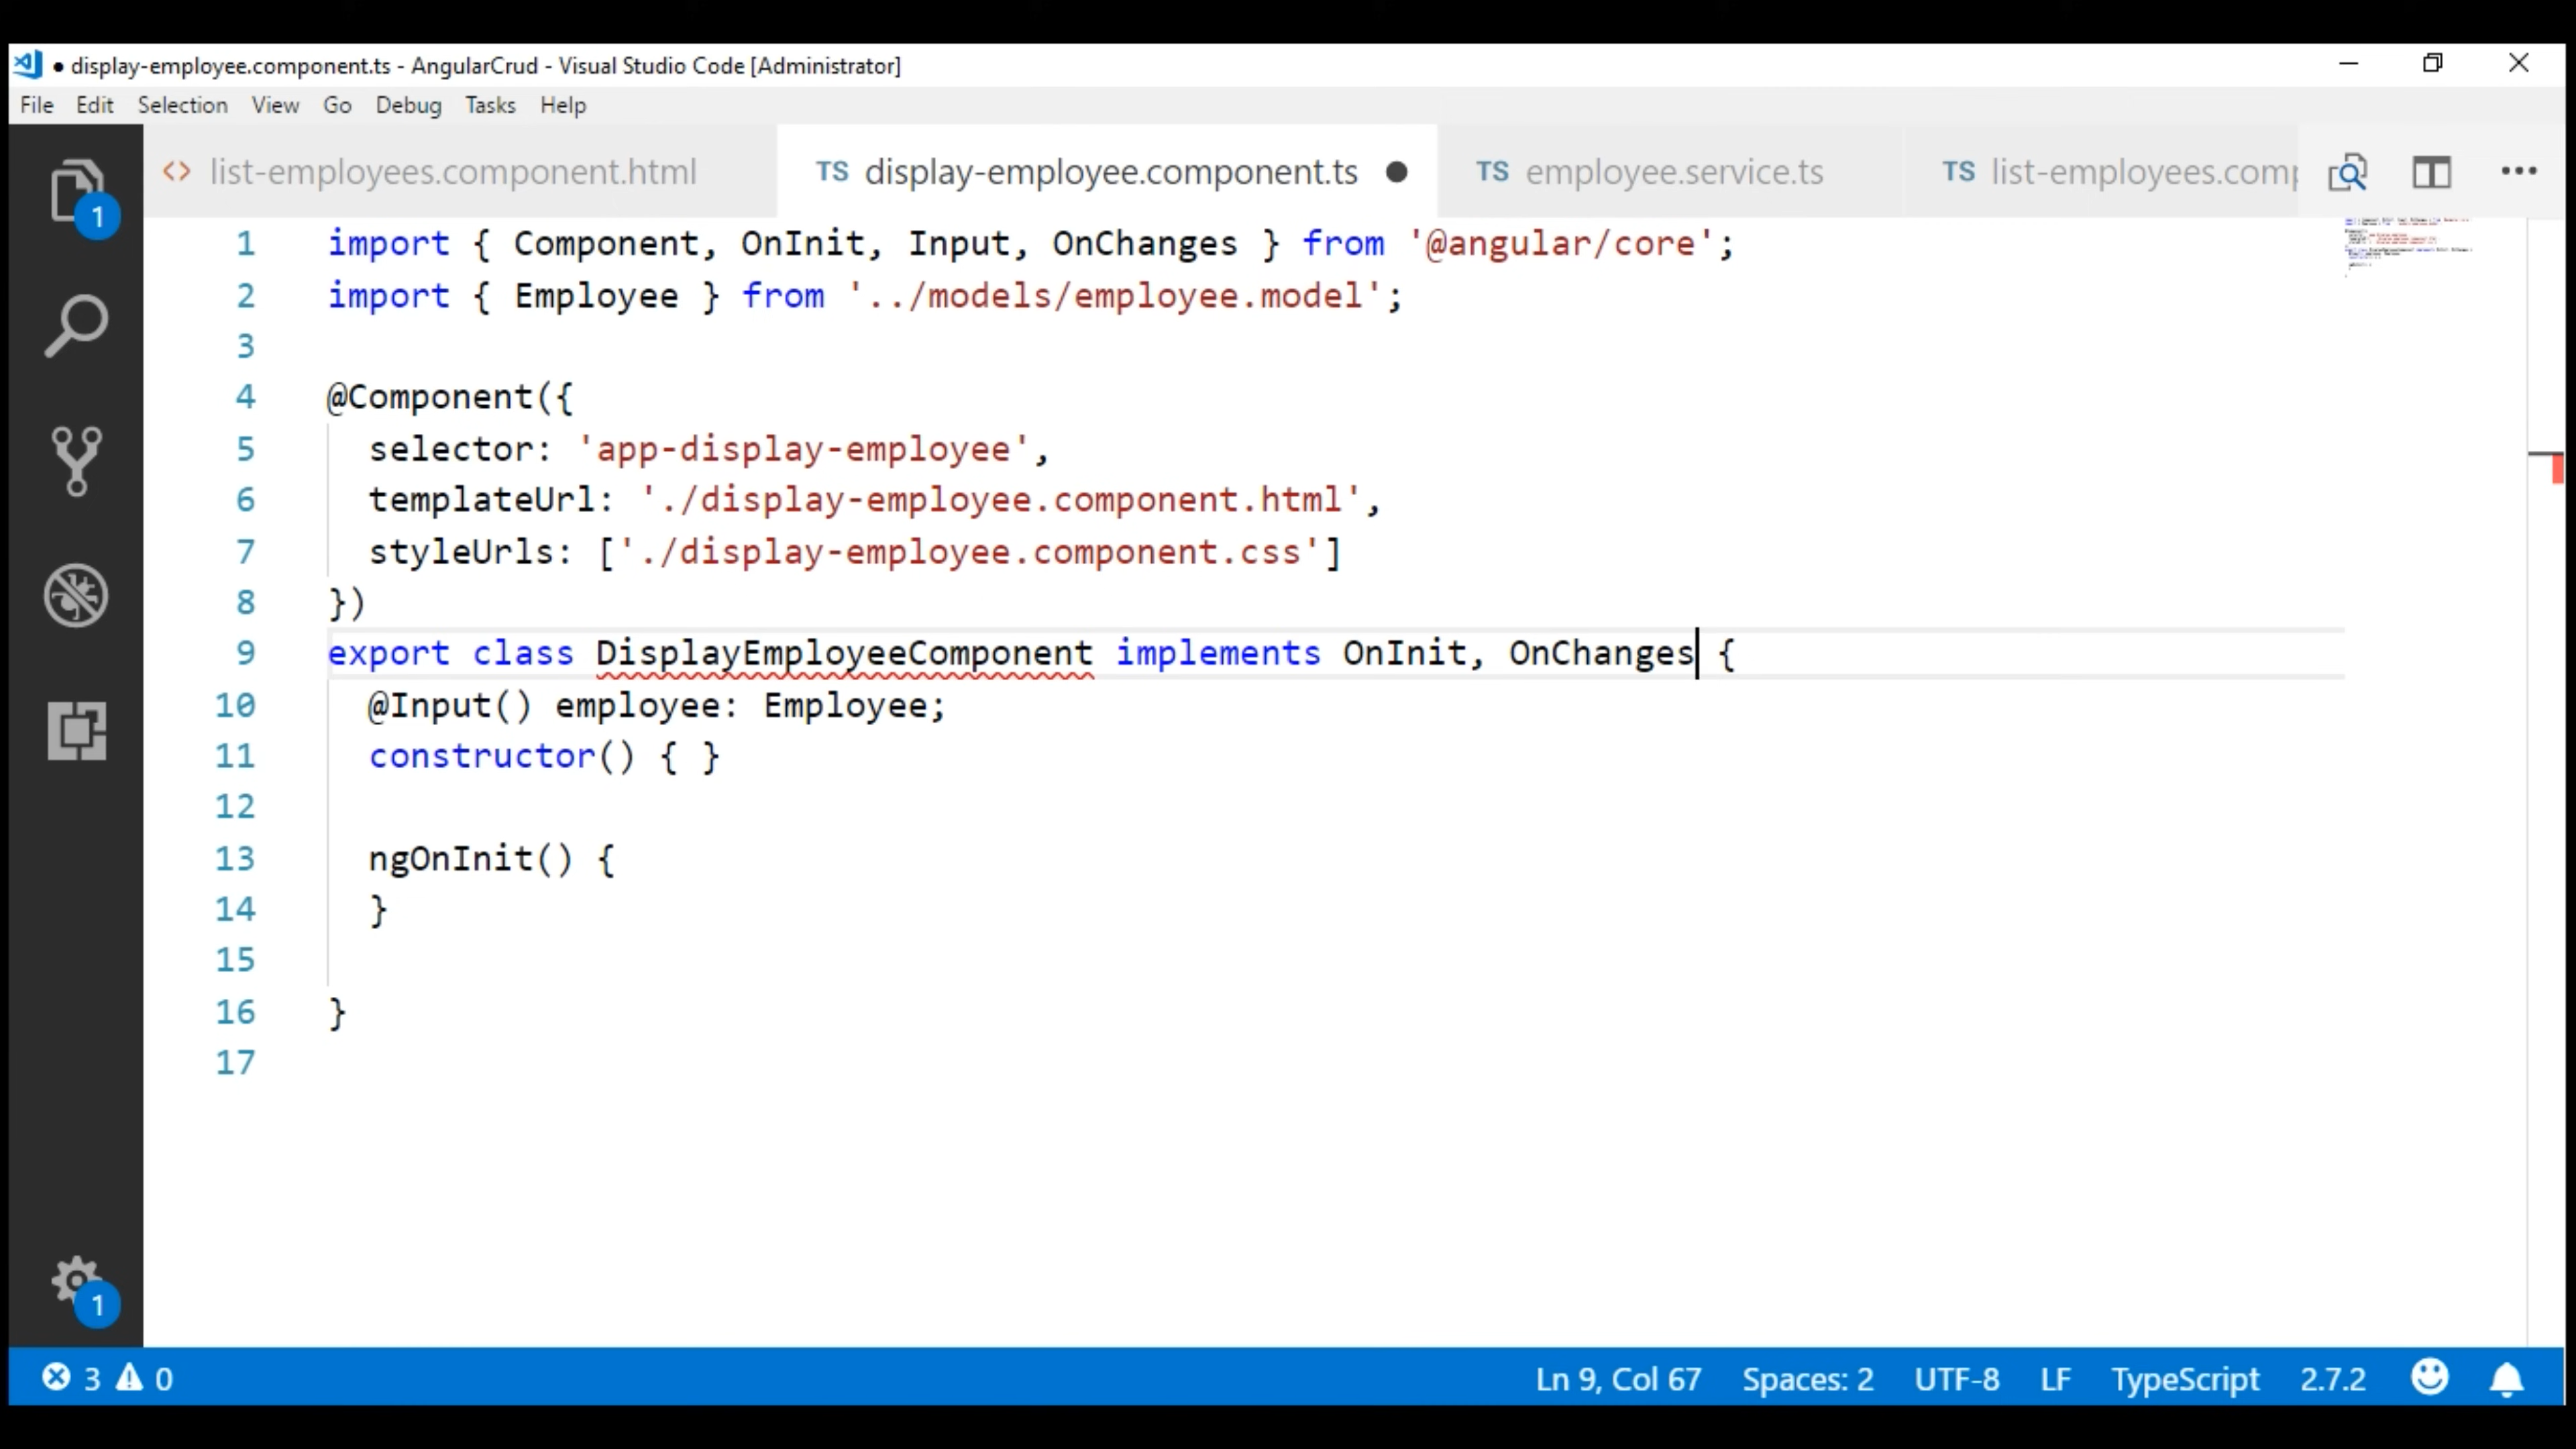 ● display-employee.component.ts - AngularCrud - Visual Studio Code [Administrator]
File Edit Selection View Go Debug Tasks Help
<> list-employees.component.html TS display-employee.component.ts ● TS employee.service.ts TS list-employees.comp
1 import { Component, OnInit, Input, OnChanges } from '@angular/core';
2 import { Employee } from '../models/employee.model';
3
4 @Component({
5   selector: 'app-display-employee',
6   templateUrl: './display-employee.component.html',
7   styleUrls: ['./display-employee.component.css']
8 })
9 export class DisplayEmployeeComponent implements OnInit, OnChanges {
10   @Input() employee: Employee;
11   constructor() { }
12
13   ngOnInit() {
14   }
15
16 }
17
1
1
3 0 Ln 9, Col 67 Spaces: 2 UTF-8 LF TypeScript 2.7.2